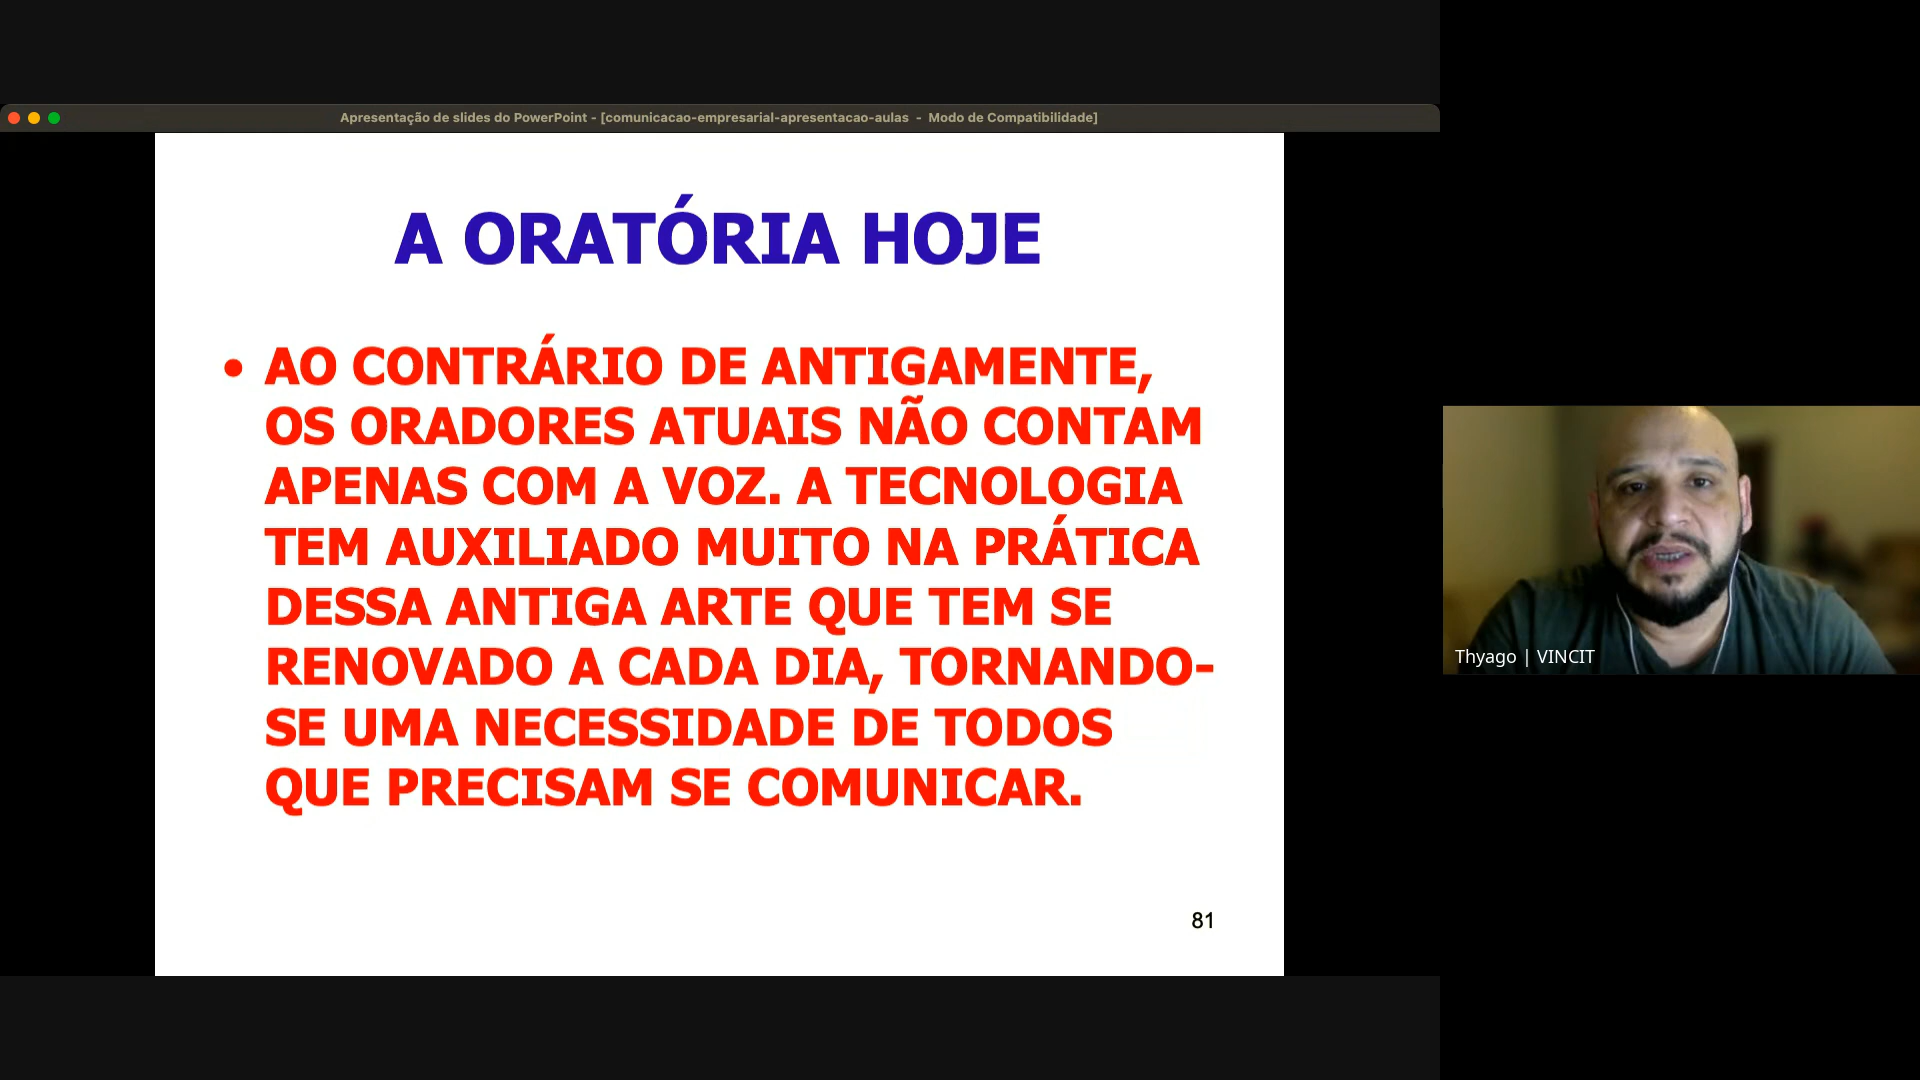 Apresentação de slides do PowerPoint - [comunicacao-empresarial-apresentacao-aulas - Modo de Compatibilidade]
A ORATÓRIA HOJE
• AO CONTRÁRIO DE ANTIGAMENTE,
OS ORADORES ATUAIS NÃO CONTAM
APENAS COM A VOZ. A TECNOLOGIA
TEM AUXILIADO MUITO NA PRÁTICA
DESSA ANTIGA ARTE QUE TEM SE
RENOVADO A CADA DIA, TORNANDO-
SE UMA NECESSIDADE DE TODOS
QUE PRECISAM SE COMUNICAR.
81
Thyago | VINCIT